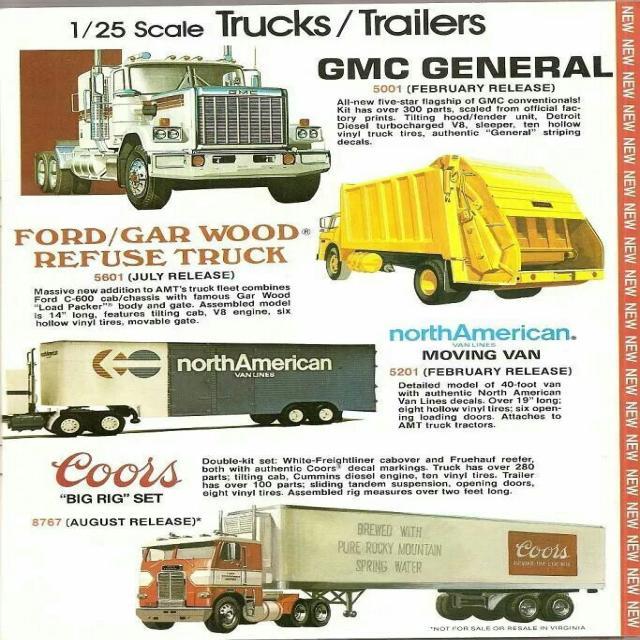 1/25 Scale Trucks/Trailers
GMC GENERAL
5001 (FEBRUARY RELEASE)
All-new five-star flagship of GMC conventionals!
Kit has over 300 parts, scaled from official fac-
tory prints. Tilting hood/fender unit, Detroit
Diesel turbocharged V8, sleeper, ten hollow
vinyl truck tires, authentic "General" striping
decals.
GMC
FORD/GAR WOOD®
REFUSE TRUCK
5601 (JULY RELEASE)
Massive new addition to AMT's truck fleet combines
Ford C-600 cab/chassis with famous Gar Wood
"Load Packer"® body and gate. Assembled model
is 14" long, features tilting cab, V8 engine, six
hollow vinyl tires, movable gate.
northAmerican®
VAN LINES
MOVING VAN
5201 (FEBRUARY RELEASE)
Detailed model of 40-foot van
with authentic North American
Van Lines decals. Over 19" long;
eight hollow vinyl tires; six open-
ing loading doors. Attaches to
AMT truck tractors.
northAmerican
VAN LINES
Coors
"BIG RIG" SET
8767 (AUGUST RELEASE)*
Double-kit set: White-Freightliner cabover and Fruehauf reefer,
both with authentic Coors® decal markings. Truck has over 280
parts; tilting cab, Cummins diesel engine, ten vinyl tires. Trailer
has over 100 parts; sliding tandem suspension, opening doors,
eight vinyl tires. Assembled rig measures over two feet long.
BREWED WITH
PURE ROCKY MOUNTAIN
SPRING WATER
Coors
*NOT FOR SALE OR RESALE IN VIRGINIA
NEW NEW NEW NEW NEW NEW NEW NEW NEW NEW NEW NEW NEW NEW NEW NEW NEW NEW